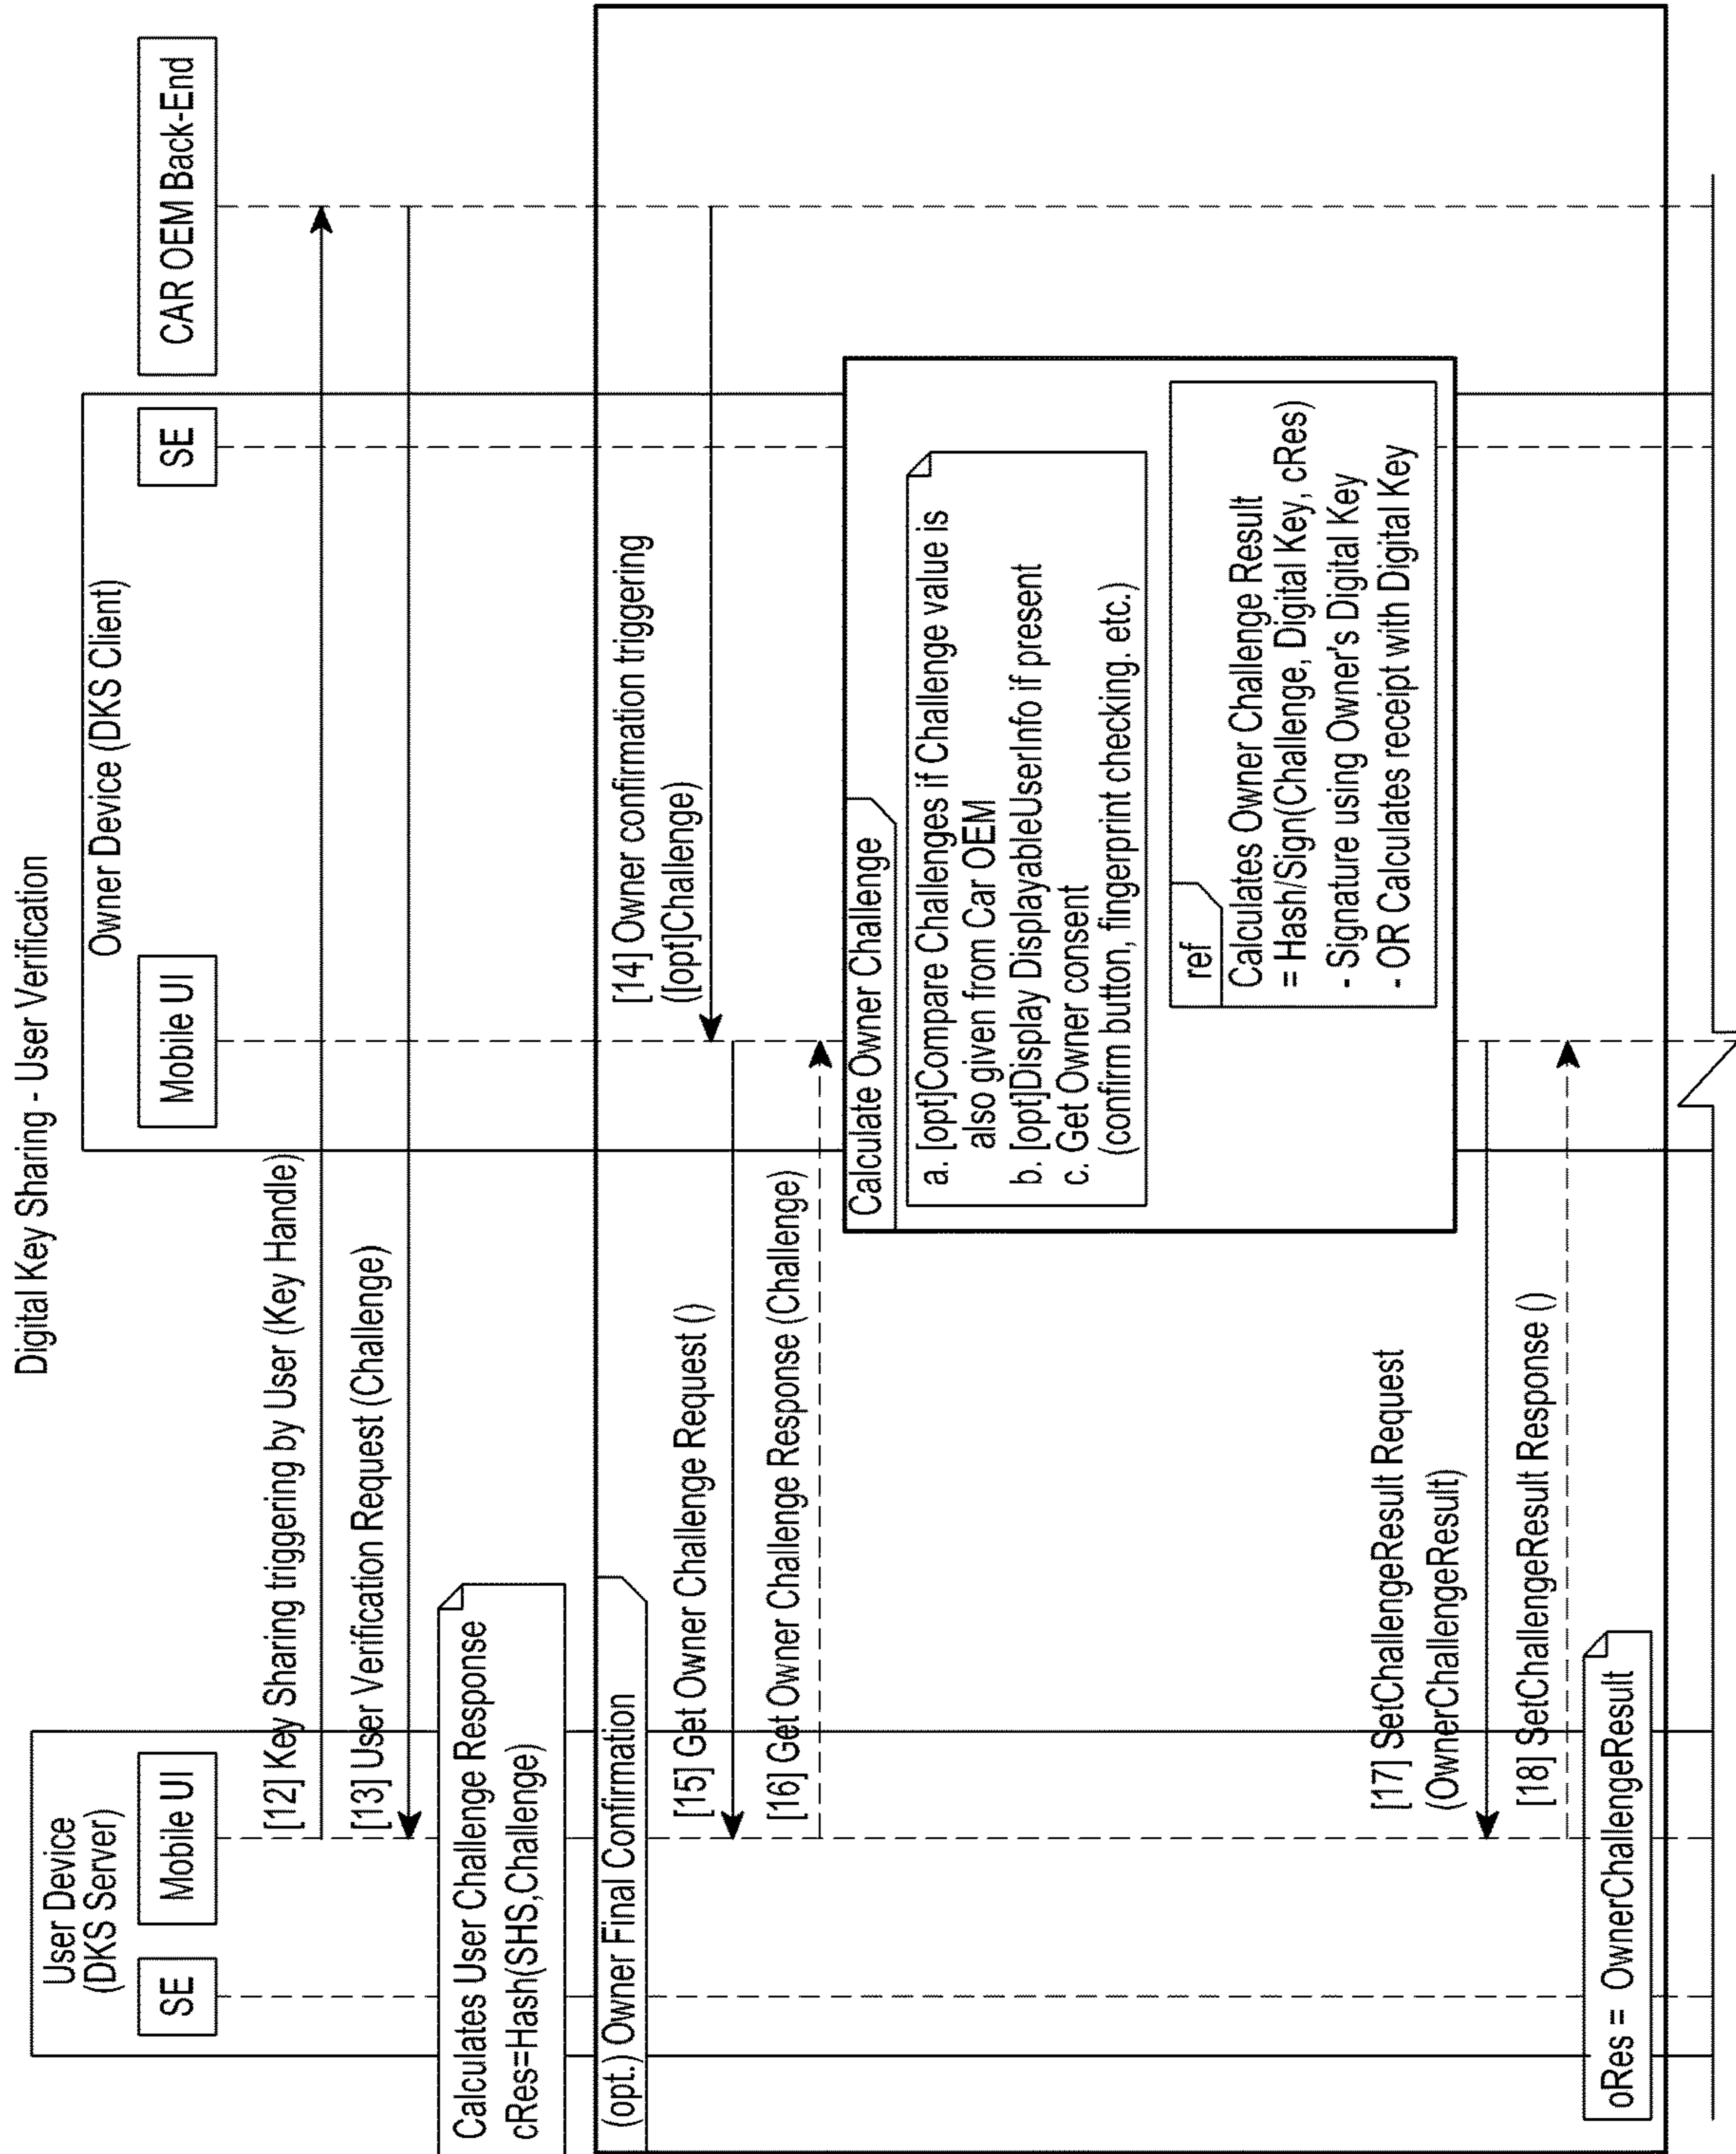 Digital Key Sharing - User Verification
User Device
(DKS Server)
Owner Device (DKS Client)
SE
Mobile UI
Mobile UI
SE
CAR OEM Back-End
[12] Key Sharing triggering by User (Key Handle)
[13] User Verification Request (Challenge)
Calculates User Challenge Response
cRes=Hash(SHS,Challenge)
(opt.) Owner Final Confirmation
[14] Owner confirmation triggering
([opt]Challenge)
[15] Get Owner Challenge Request ()
[16] Get Owner Challenge Response (Challenge)
Calculate Owner Challenge
a. [opt]Compare Challenges if Challenge value is
also given from Car OEM
b. [opt]Display DisplayableUserInfo if present
c. Get Owner consent
(confirm button, fingerprint checking. etc.)
ref
Calculates Owner Challenge Result
= Hash/Sign(Challenge, Digital Key, cRes)
- Signature using Owner's Digital Key
- OR Calculates receipt with Digital Key
[17] SetChallengeResult Request
(OwnerChallengeResult)
[18] SetChallengeResult Response ()
oRes = OwnerChallengeResult